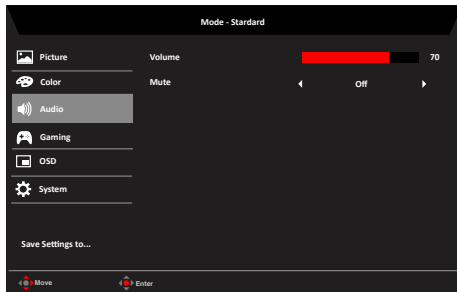 Mode - Stardard
Picture
Volume
70
Color
Mute
Off
Audio
Gaming
OSD
System
Save Settings to...
Move
Enter